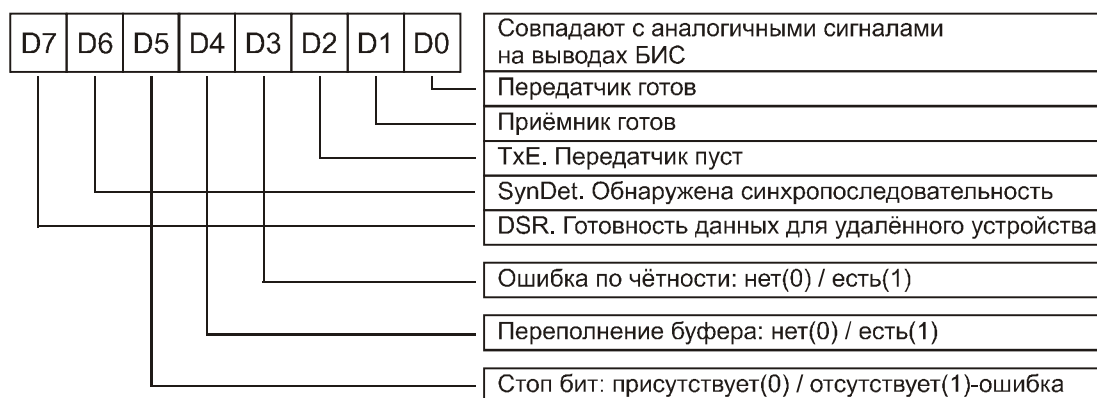 D7 D6 D5 D4 D3 D2 D1 D0
Совпадают с аналогичными сигналами
на выводах БИС
Передатчик готов
Приёмник готов
TxE. Передатчик пуст
SynDet. Обнаружена синхропоследовательность
DSR. Готовность данных для удалённого устройства
Ошибка по чётности: нет(0) / есть(1)
Переполнение буфера: нет(0) / есть(1)
Стоп бит: присутствует(0) / отсутствует(1)-ошибка